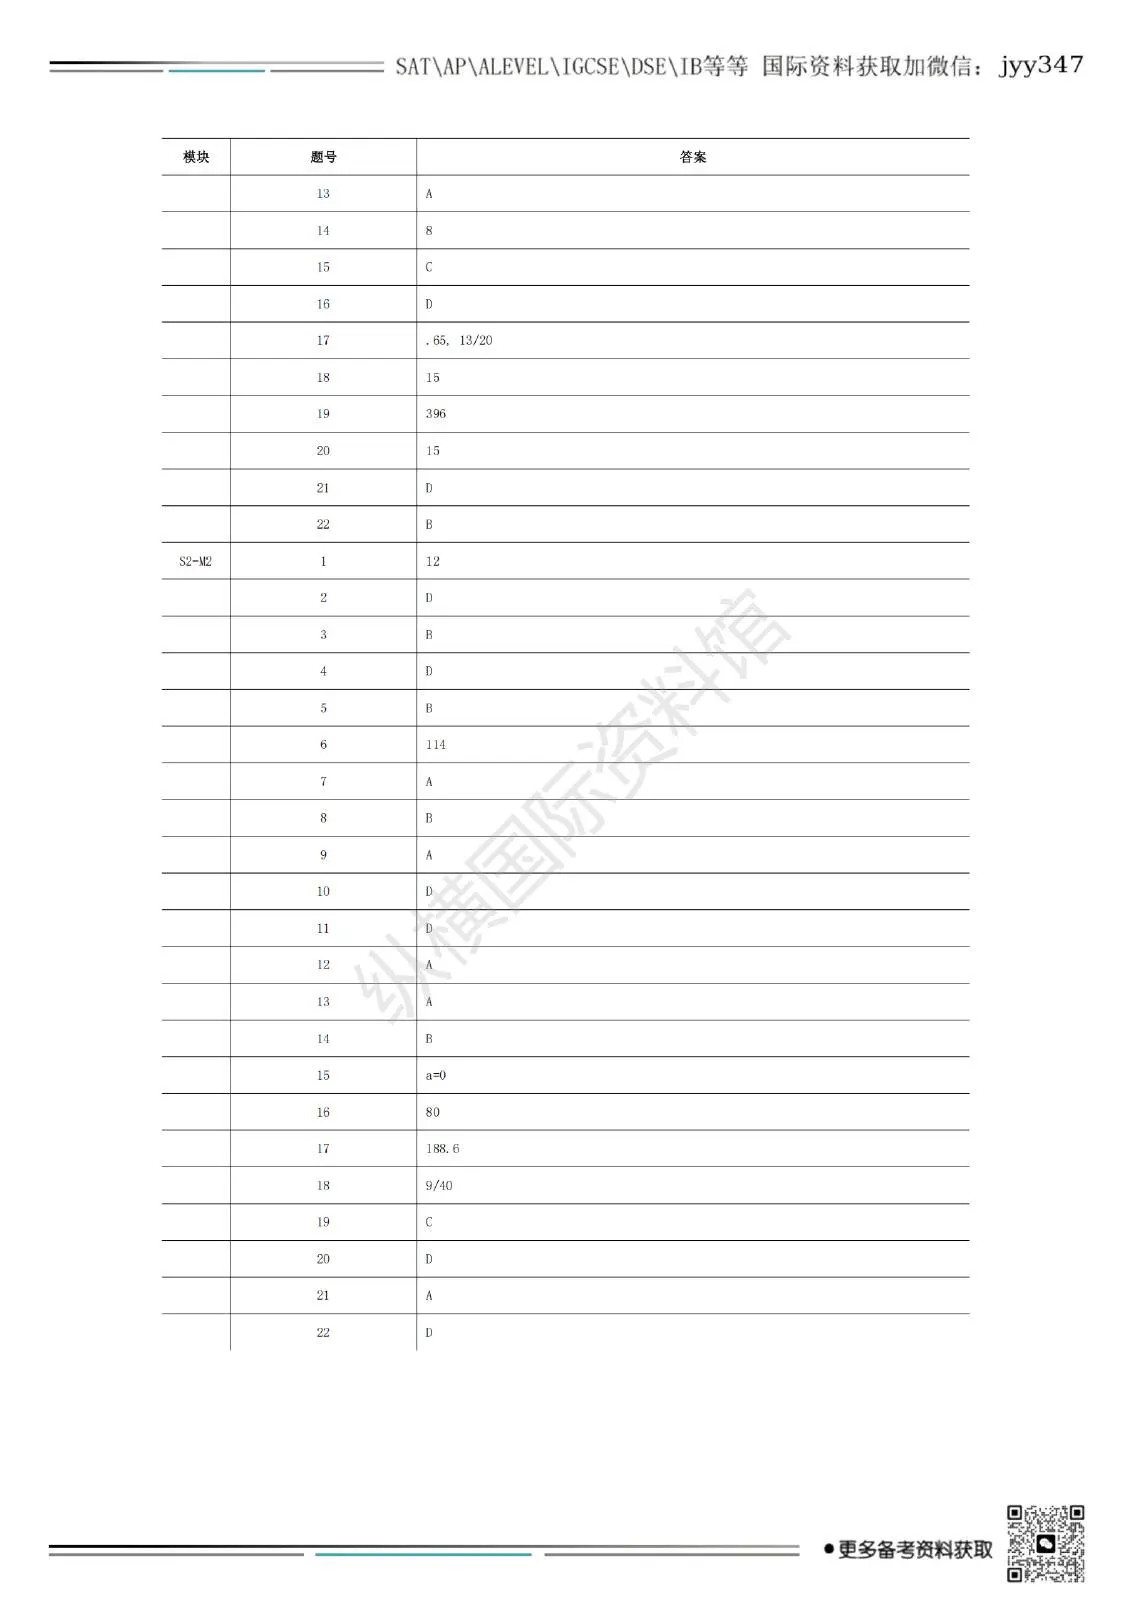 SAT\AP\ALEVEL\IGCSE\DSE\IB等等 国际资料获取加微信：jyy347
模块 题号 答案
13 A
14 8
15 C
16 D
17 .65, 13/20
18 15
19 396
20 15
21 D
22 B
S2-M2 1 12
2 D
3 B
4 D
5 B
6 114
7 A
8 B
9 A
10 D
11 D
12 A
13 A
14 B
15 a=0
16 80
17 188.6
18 9/40
19 C
20 D
21 A
22 D
纵横国际资料馆
●更多备考资料获取